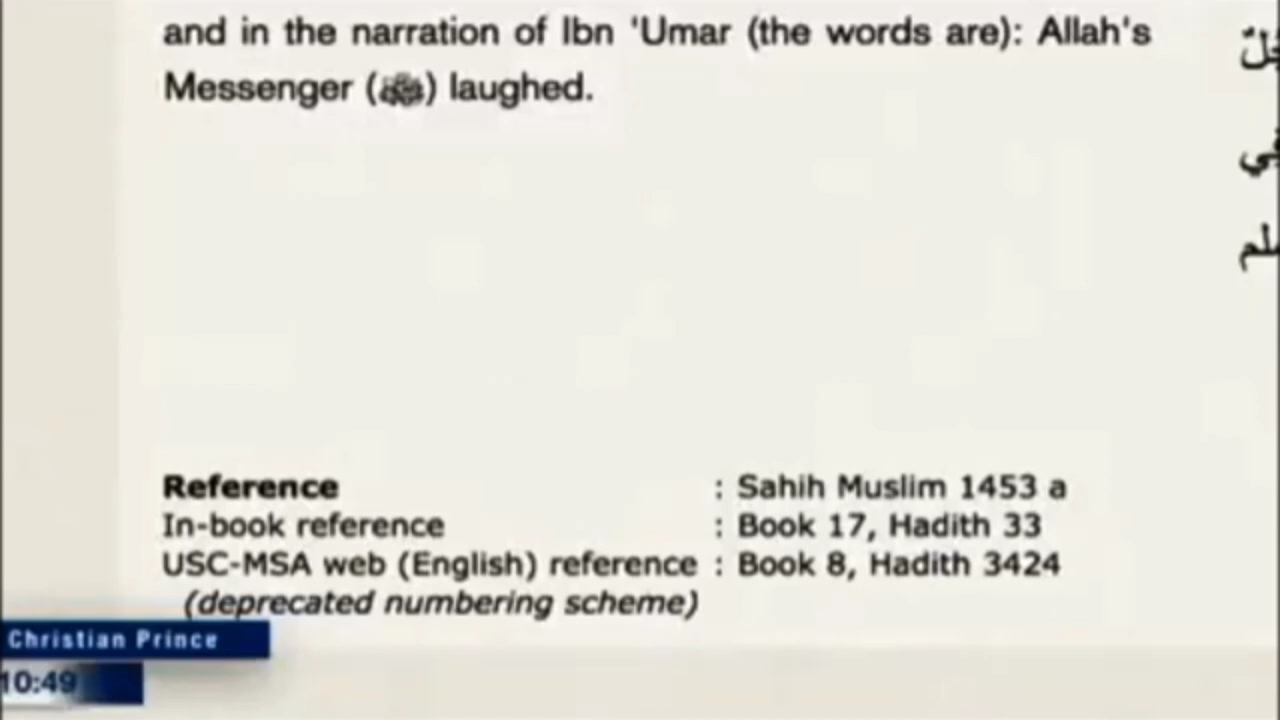 and in the narration of Ibn 'Umar (the words are): Allah's
Messenger (ﷺ) laughed.
Reference : Sahih Muslim 1453 a
In-book reference : Book 17, Hadith 33
USC-MSA web (English) reference : Book 8, Hadith 3424
(deprecated numbering scheme)
Christian Prince
10:49